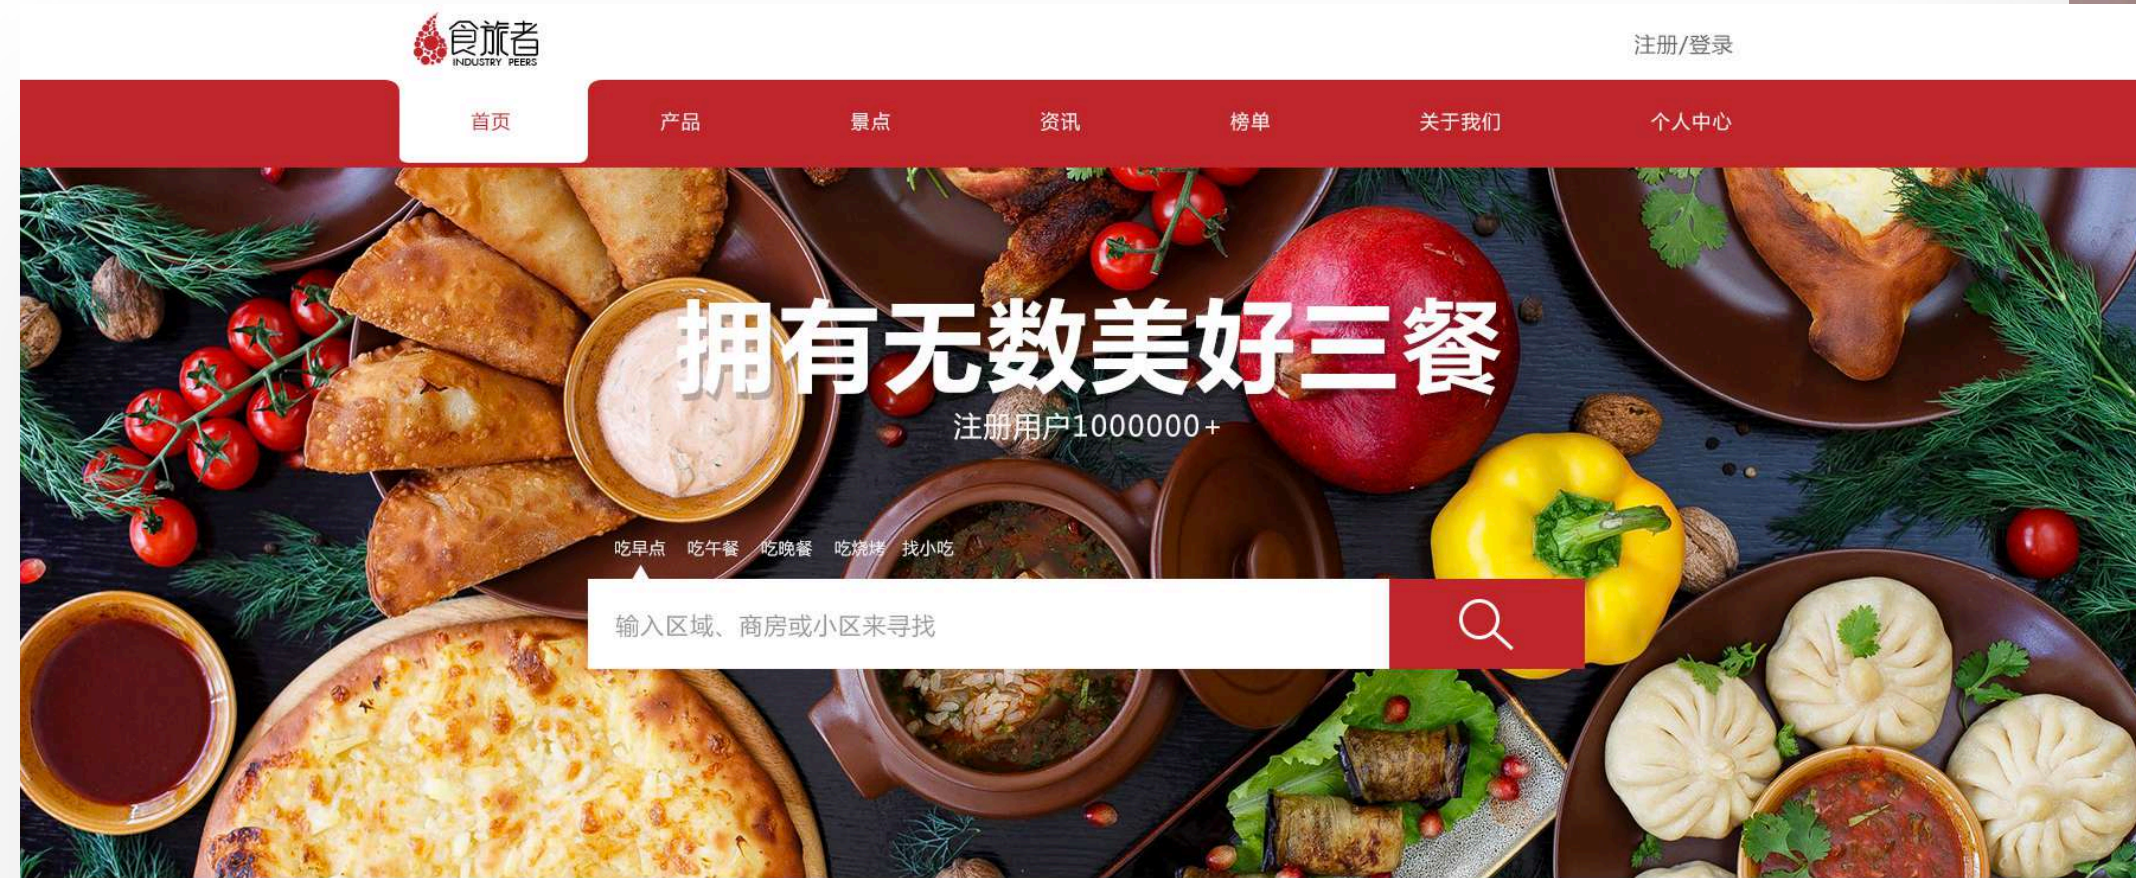 食旅者
INDUSTRY PEERS
注册/登录
首页 产品 景点 资讯 榜单 关于我们 个人中心
拥有无数美好三餐
注册用户1000000+
吃早点 吃午餐 吃晚餐 吃烧烤 找小吃
输入区域、商房或小区来寻找